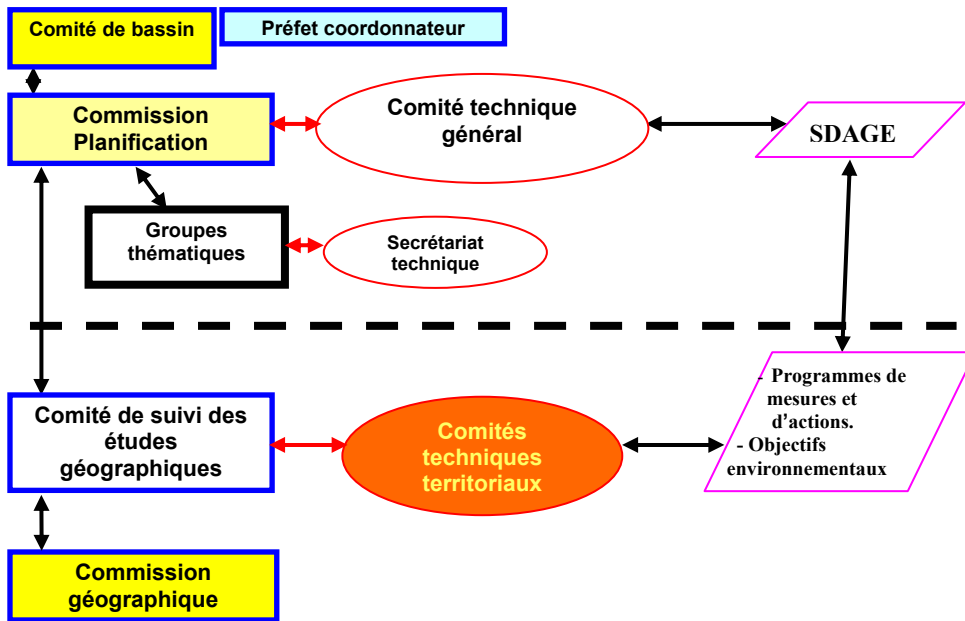 Comité de bassin
Préfet coordonnateur
Commission
Planification
Comité technique
général
SDAGE
Groupes
thématiques
Secrétariat
technique
Comité de suivi des
études
géographiques
Comités
techniques
territoriaux
- Programmes de
mesures et
d'actions.
- Objectifs
environnementaux
Commission
géographique